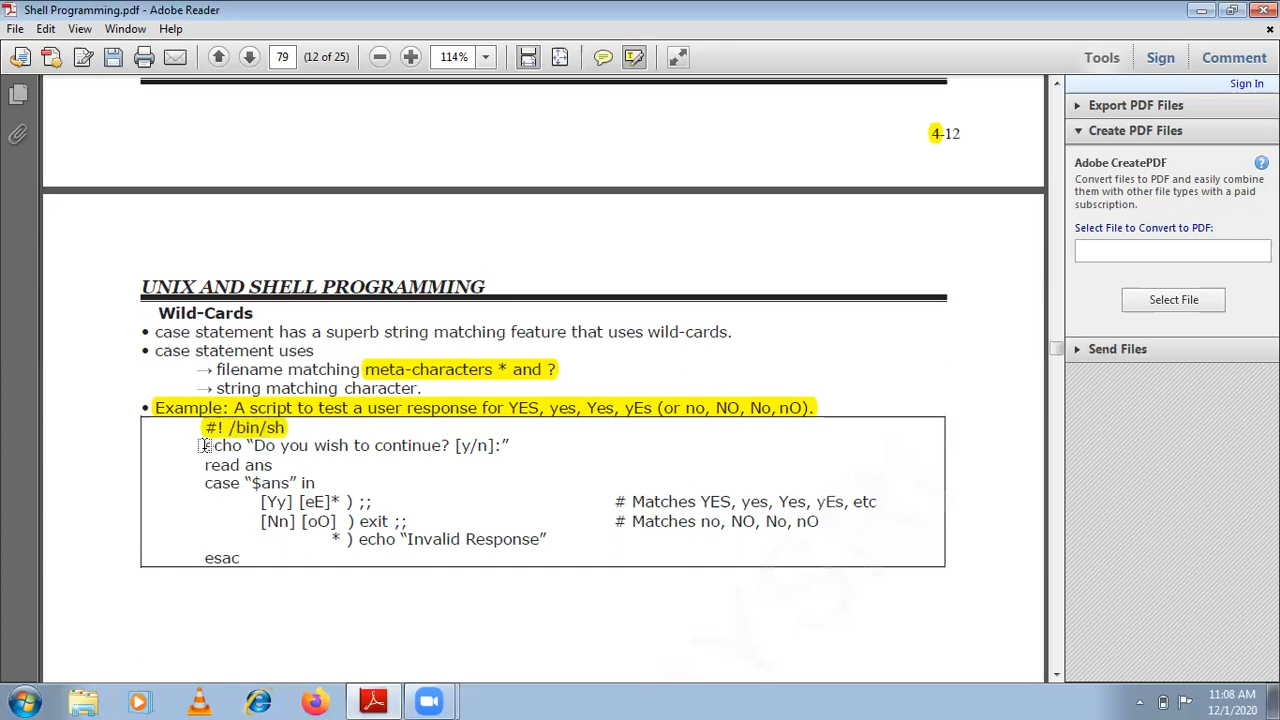 Shell Programming.pdf - Adobe Reader
File Edit View Window Help
79 (12 of 25) 114% Tools Sign Comment
Sign In
Export PDF Files
Create PDF Files
Adobe CreatePDF
Convert files to PDF and easily combine
them with other file types with a paid
subscription.
Select File to Convert to PDF:
Select File
Send Files
4-12
UNIX AND SHELL PROGRAMMING
Wild-Cards
• case statement has a superb string matching feature that uses wild-cards.
• case statement uses
→ filename matching meta-characters * and ?
→ string matching character.
• Example: A script to test a user response for YES, yes, Yes, yEs (or no, NO, No,nO).
#! /bin/sh
echo “Do you wish to continue? [y/n]:”
read ans
case “$ans” in
[Yy] [eE]* ) ;; # Matches YES, yes, Yes, yEs, etc
[Nn] [oO] ) exit ;; # Matches no, NO, No, nO
* ) echo “Invalid Response”
esac
11:08 AM
12/1/2020